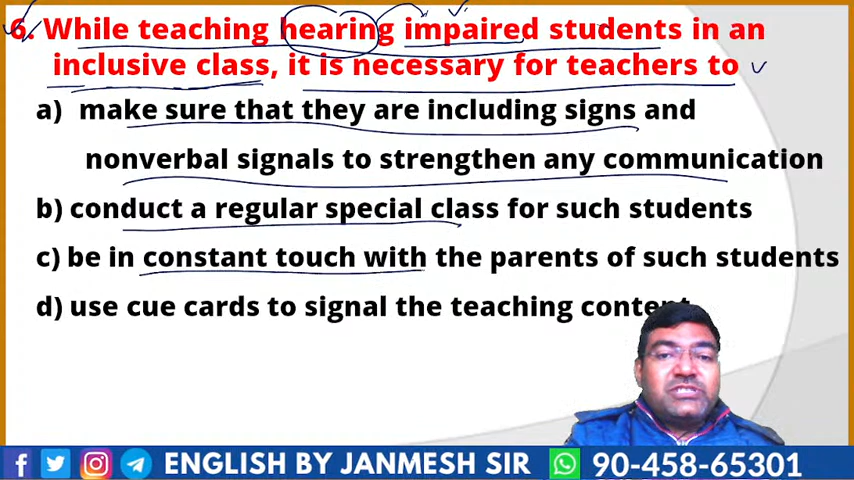 6. While teaching hearing impaired students in an
inclusive class, it is necessary for teachers to
a) make sure that they are including signs and
nonverbal signals to strengthen any communication
b) conduct a regular special class for such students
c) be in constant touch with the parents of such students
d) use cue cards to signal the teaching content.
ENGLISH BY JANMESH SIR 90-458-65301